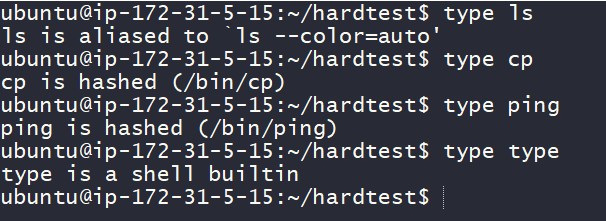 ubuntu@ip-172-31-5-15:~/hardtest$ type ls
ls is aliased to `ls --color=auto'
ubuntu@ip-172-31-5-15:~/hardtest$ type cp
cp is hashed (/bin/cp)
ubuntu@ip-172-31-5-15:~/hardtest$ type ping
ping is hashed (/bin/ping)
ubuntu@ip-172-31-5-15:~/hardtest$ type type
type is a shell builtin
ubuntu@ip-172-31-5-15:~/hardtest$